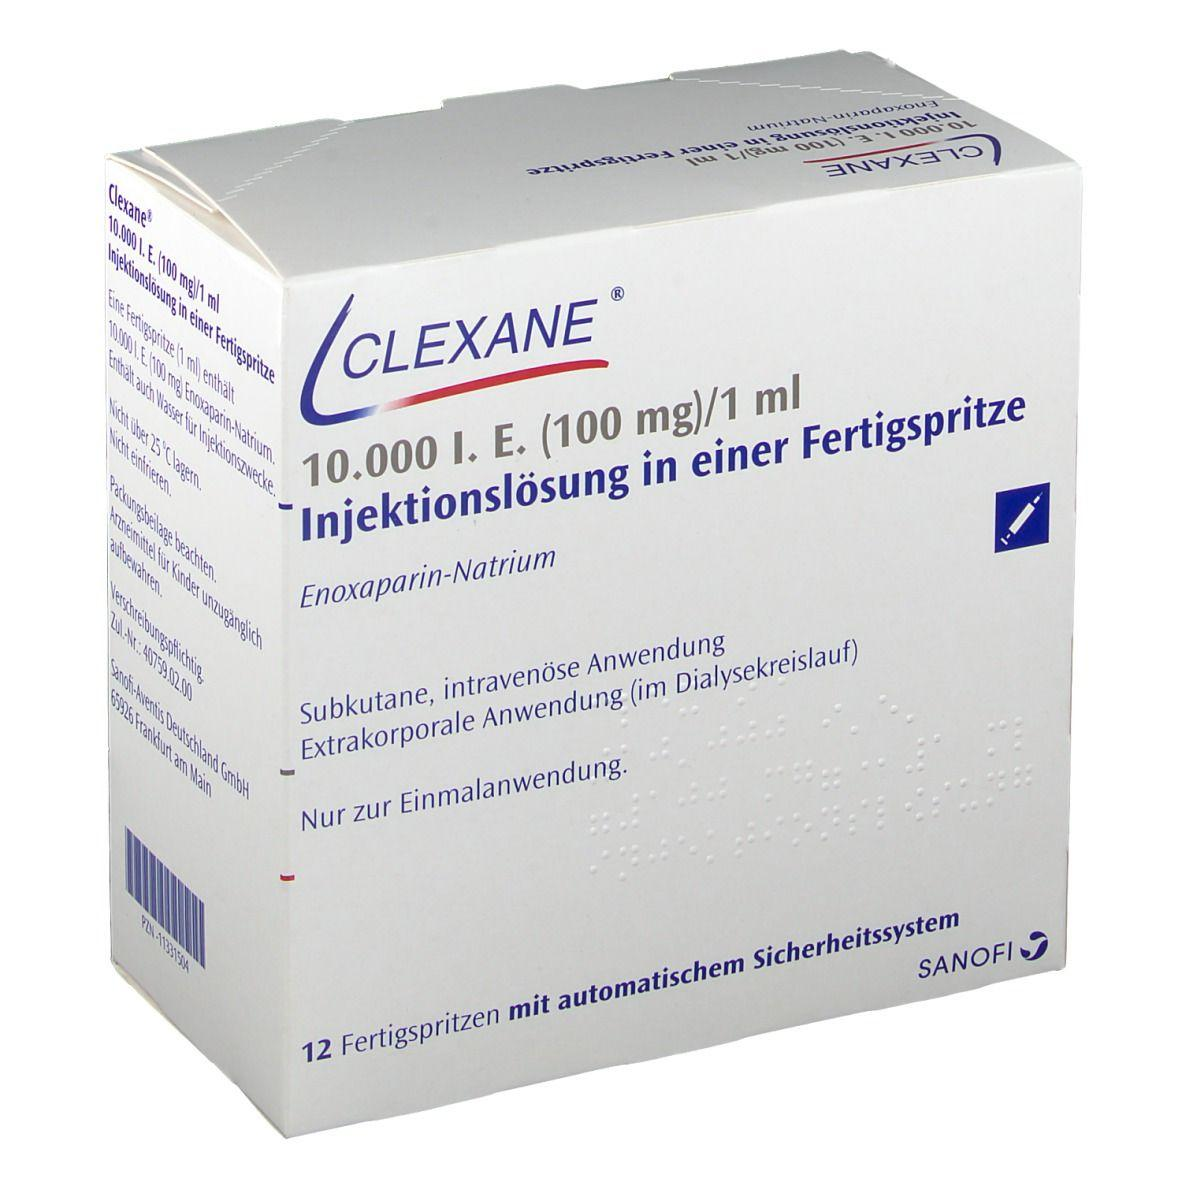 Enoxaparin-Natrium
Injektionslösung in einer Fertigspritze
10.000 I. E. (100 mg)/1 ml
CLEXANE
Clexane®
10.000 I. E. (100 mg)/1 ml
Injektionslösung in einer Fertigspritze
Eine Fertigspritze (1 ml) enthält
10.000 I. E. (100 mg) Enoxaparin-Natrium.
Enthält auch Wasser für Injektionszwecke.
Nicht über 25 °C lagern.
Nicht einfrieren.
Packungsbeilage beachten.
Arzneimittel für Kinder unzugänglich
aufbewahren.
Verschreibungspflichtig.
Zul.-Nr.: 40759.02.00
Sanofi-Aventis Deutschland GmbH
65926 Frankfurt am Main
PZN -11331504
CLEXANE®
10.000 I. E. (100 mg)/1 ml
Injektionslösung in einer Fertigspritze
Enoxaparin-Natrium
Subkutane, intravenöse Anwendung
Extrakorporale Anwendung (im Dialysekreislauf)
Nur zur Einmalanwendung.
12 Fertigspritzen mit automatischem Sicherheitssystem
SANOFI